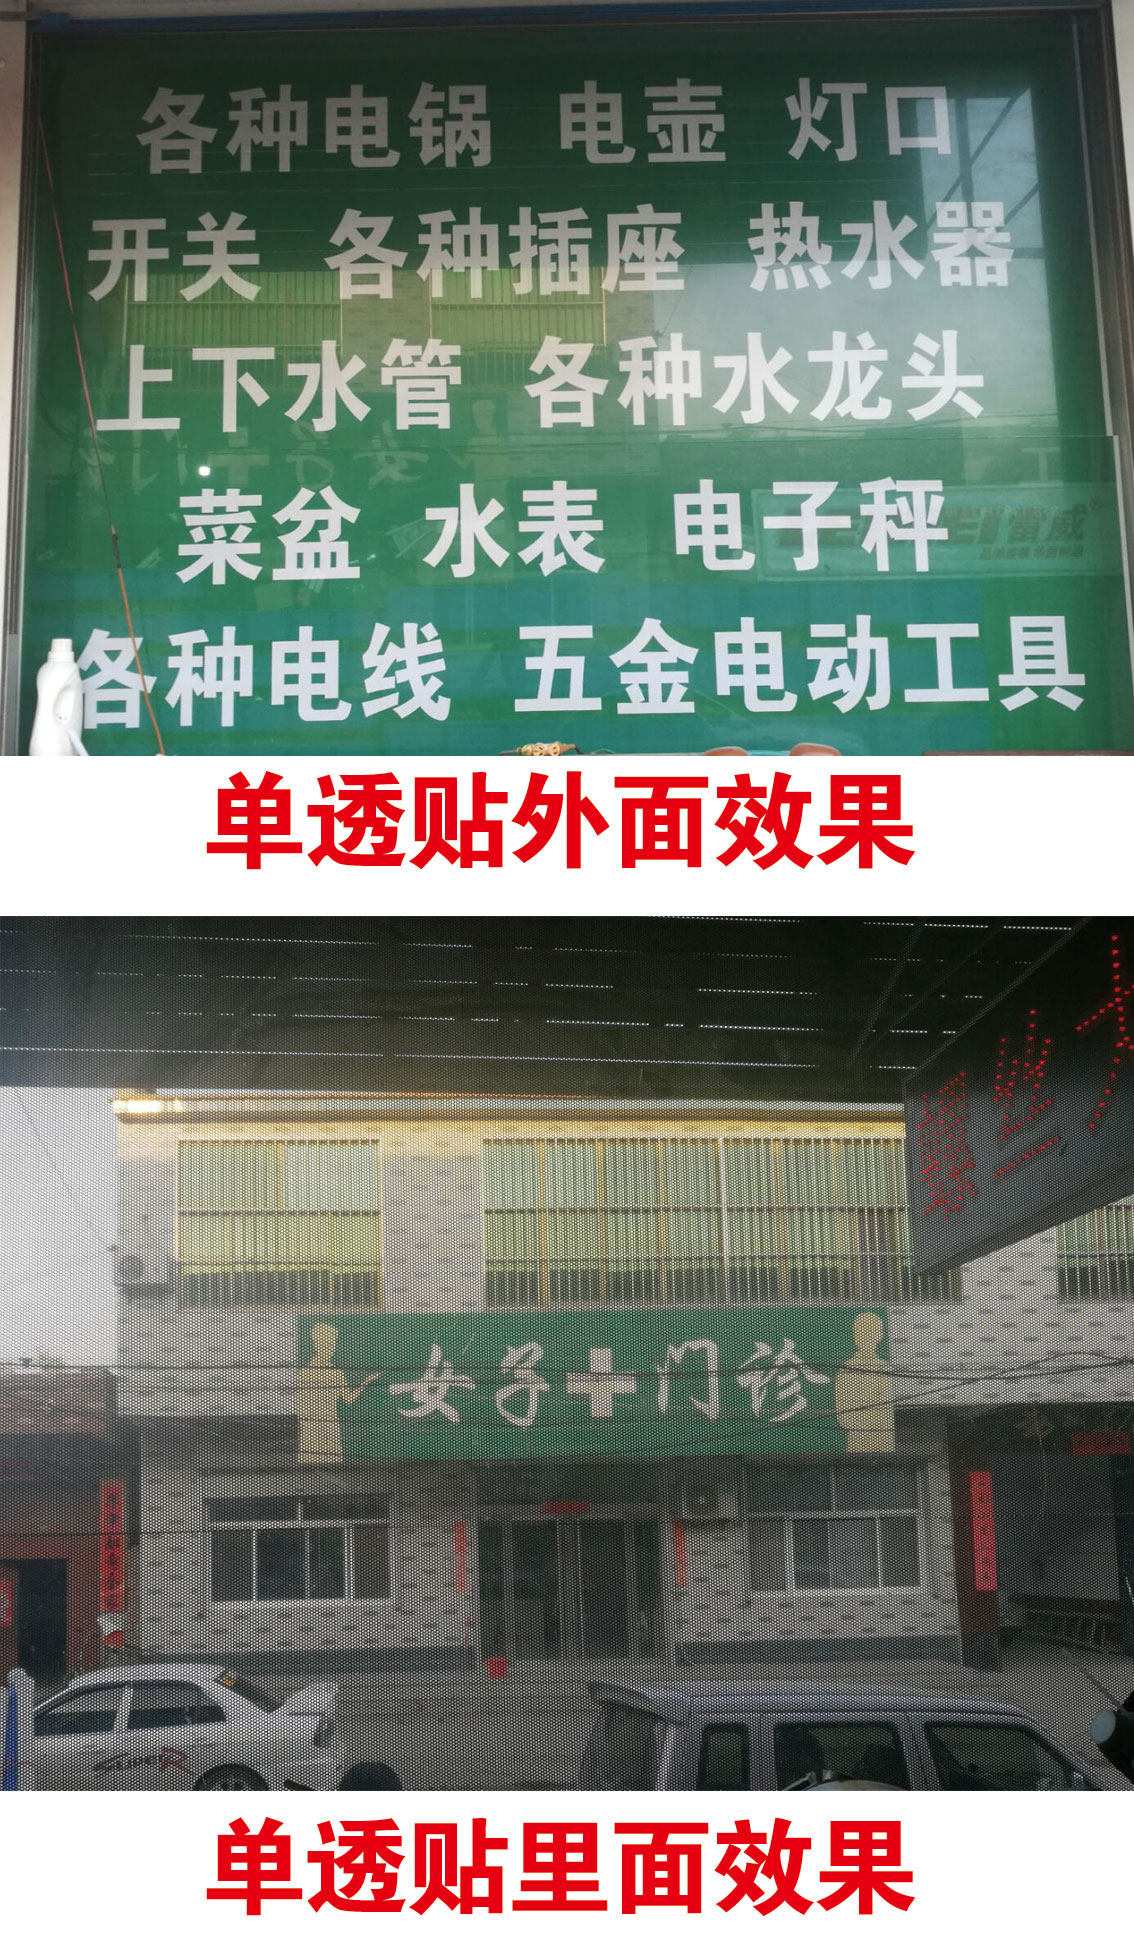 各种电锅 电壶 灯口
开关 各种插座 热水器
上下水管 各种水龙头
菜盆 水表 电子秤
雷威
各种电线 五金电动工具
单透贴外面效果
女子 门诊
SuperR
单透贴里面效果